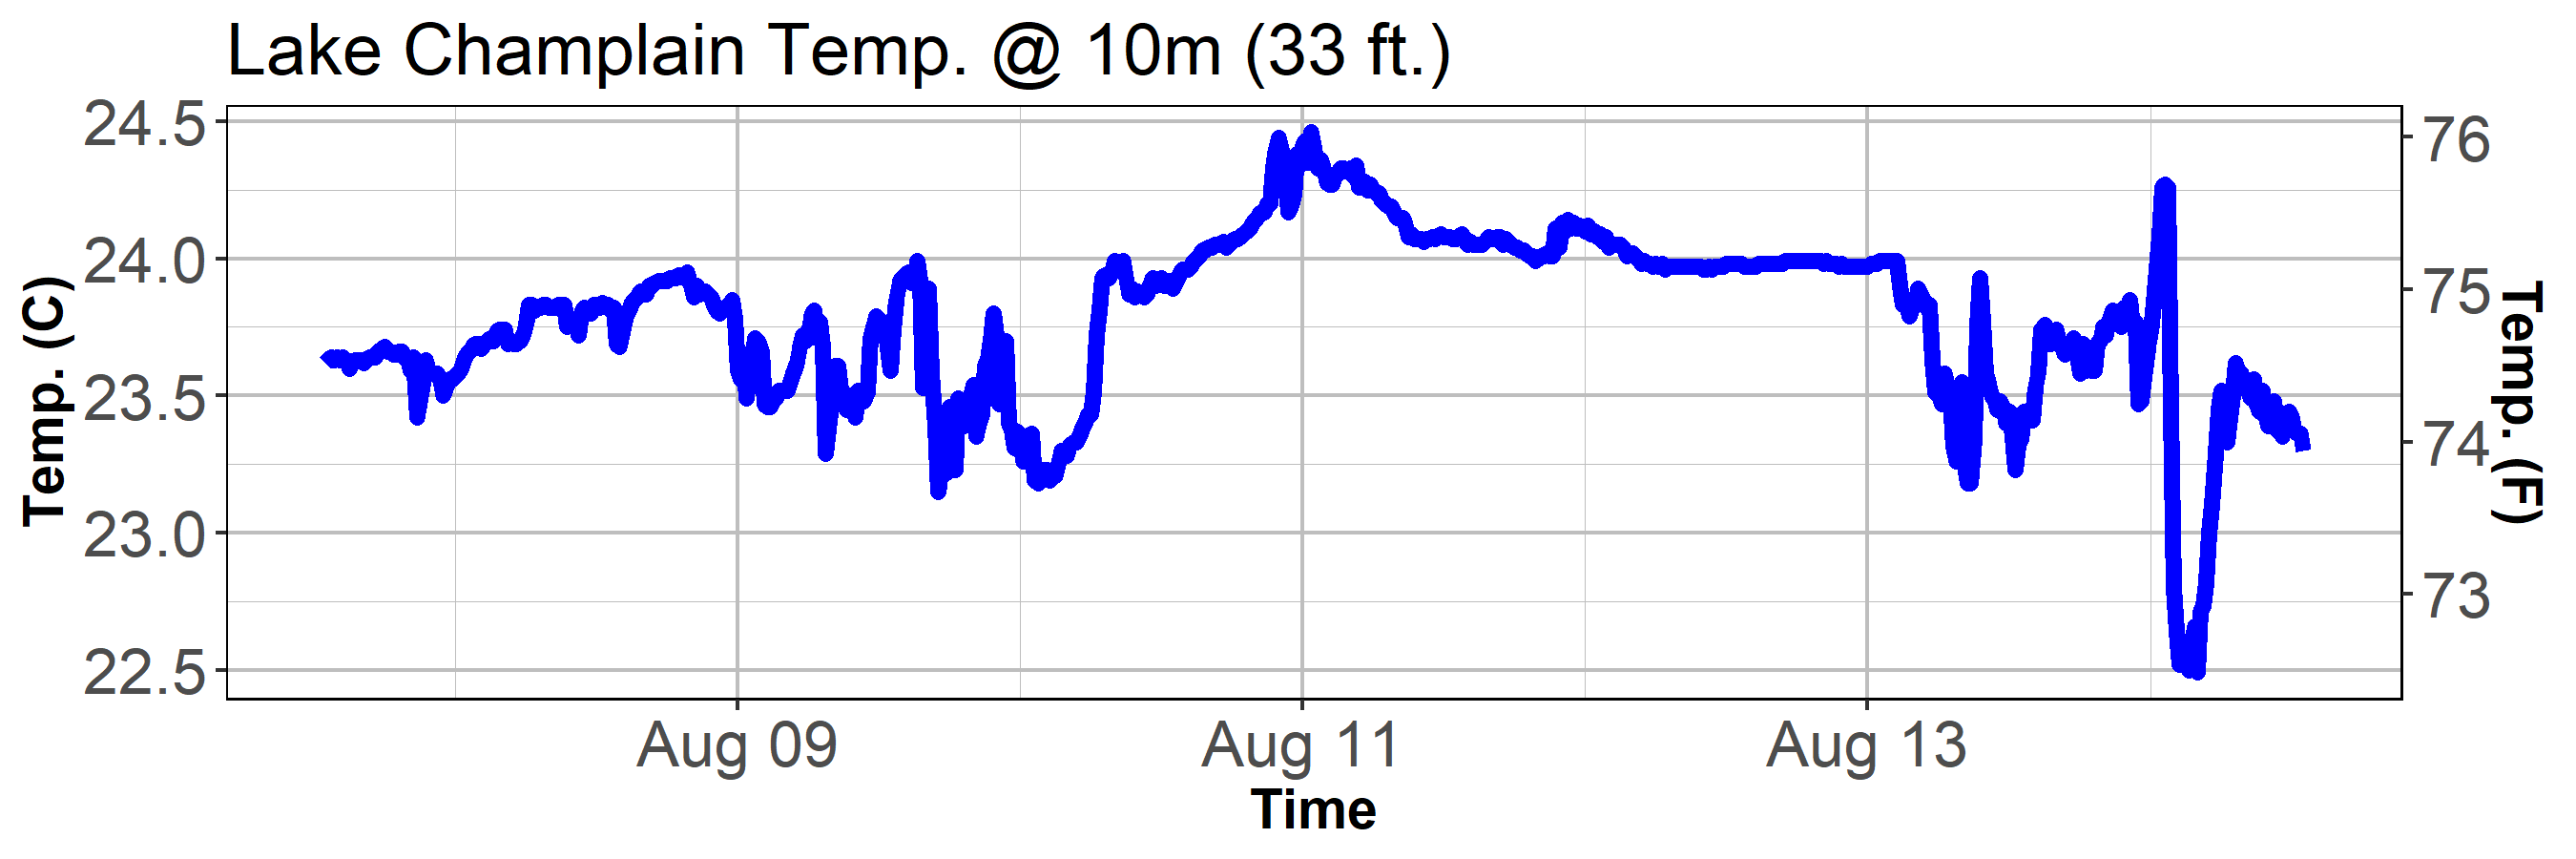 Lake Champlain Temp. @ 10m (33 ft.)
24.5
24.0
23.5
23.0
22.5
Temp. (C)
76
75
74
73
Temp. (F)
Aug 09
Aug 11
Aug 13
Time